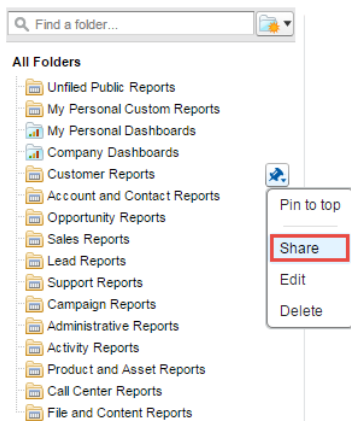 Find a folder...
All Folders
Unfiled Public Reports
My Personal Custom Reports
My Personal Dashboards
Company Dashboards
Customer Reports
Account and Contact Reports
Opportunity Reports
Sales Reports
Lead Reports
Support Reports
Campaign Reports
Administrative Reports
Activity Reports
Product and Asset Reports
Call Center Reports
File and Content Reports
Pin to top
Share
Edit
Delete